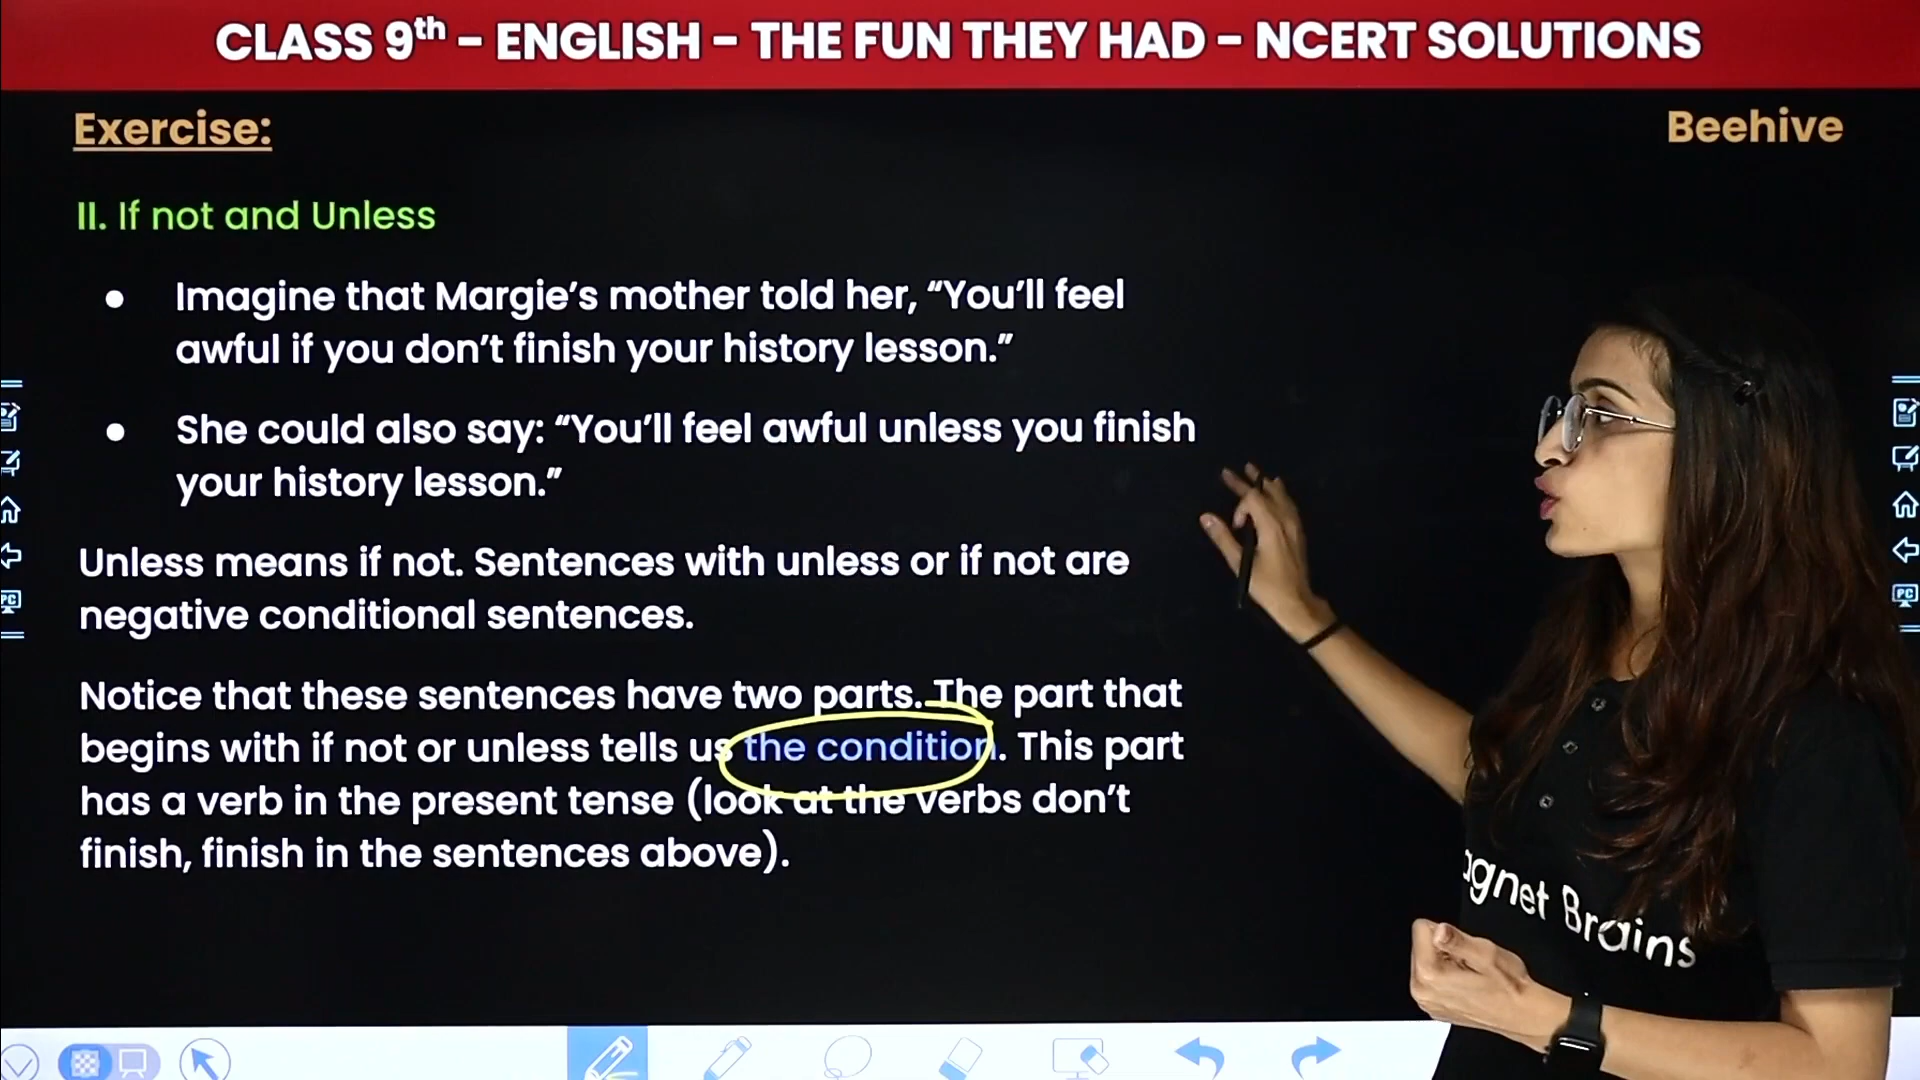 CLASS 9th - ENGLISH - THE FUN THEY HAD - NCERT SOLUTIONS
Exercise:
Beehive
II. If not and Unless
● Imagine that Margie’s mother told her, “You’ll feel
awful if you don’t finish your history lesson.”
● She could also say: “You’ll feel awful unless you finish
your history lesson.”
Unless means if not. Sentences with unless or if not are
negative conditional sentences.
Notice that these sentences have two parts. The part that
begins with if not or unless tells us the condition. This part
has a verb in the present tense (look at the verbs don’t
finish, finish in the sentences above).
agnet Brains
PC
PC